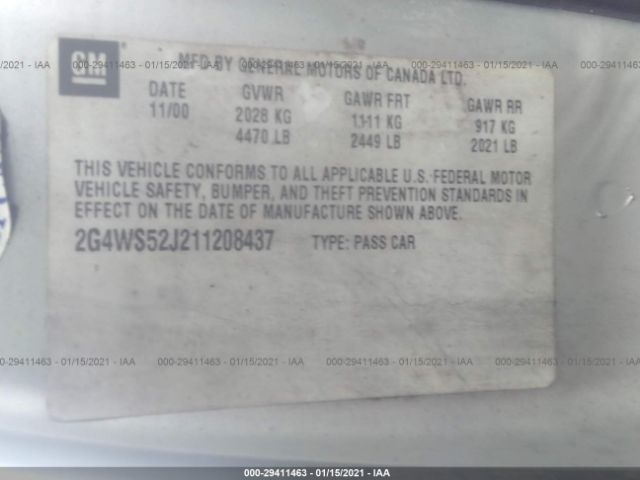 GM
MFD BY GENERAL MOTORS OF CANADA LTD.
DATE GVWR GAWR FRT GAWR RR
11/00 2028 KG 1111 KG 917 KG
4470 LB 2449 LB 2021 LB
THIS VEHICLE CONFORMS TO ALL APPLICABLE U.S. FEDERAL MOTOR
VEHICLE SAFETY, BUMPER, AND THEFT PREVENTION STANDARDS IN
EFFECT ON THE DATE OF MANUFACTURE SHOWN ABOVE.
2G4WS52J211208437 TYPE: PASS CAR
000-29411463 - 01/15/2021 - IAA